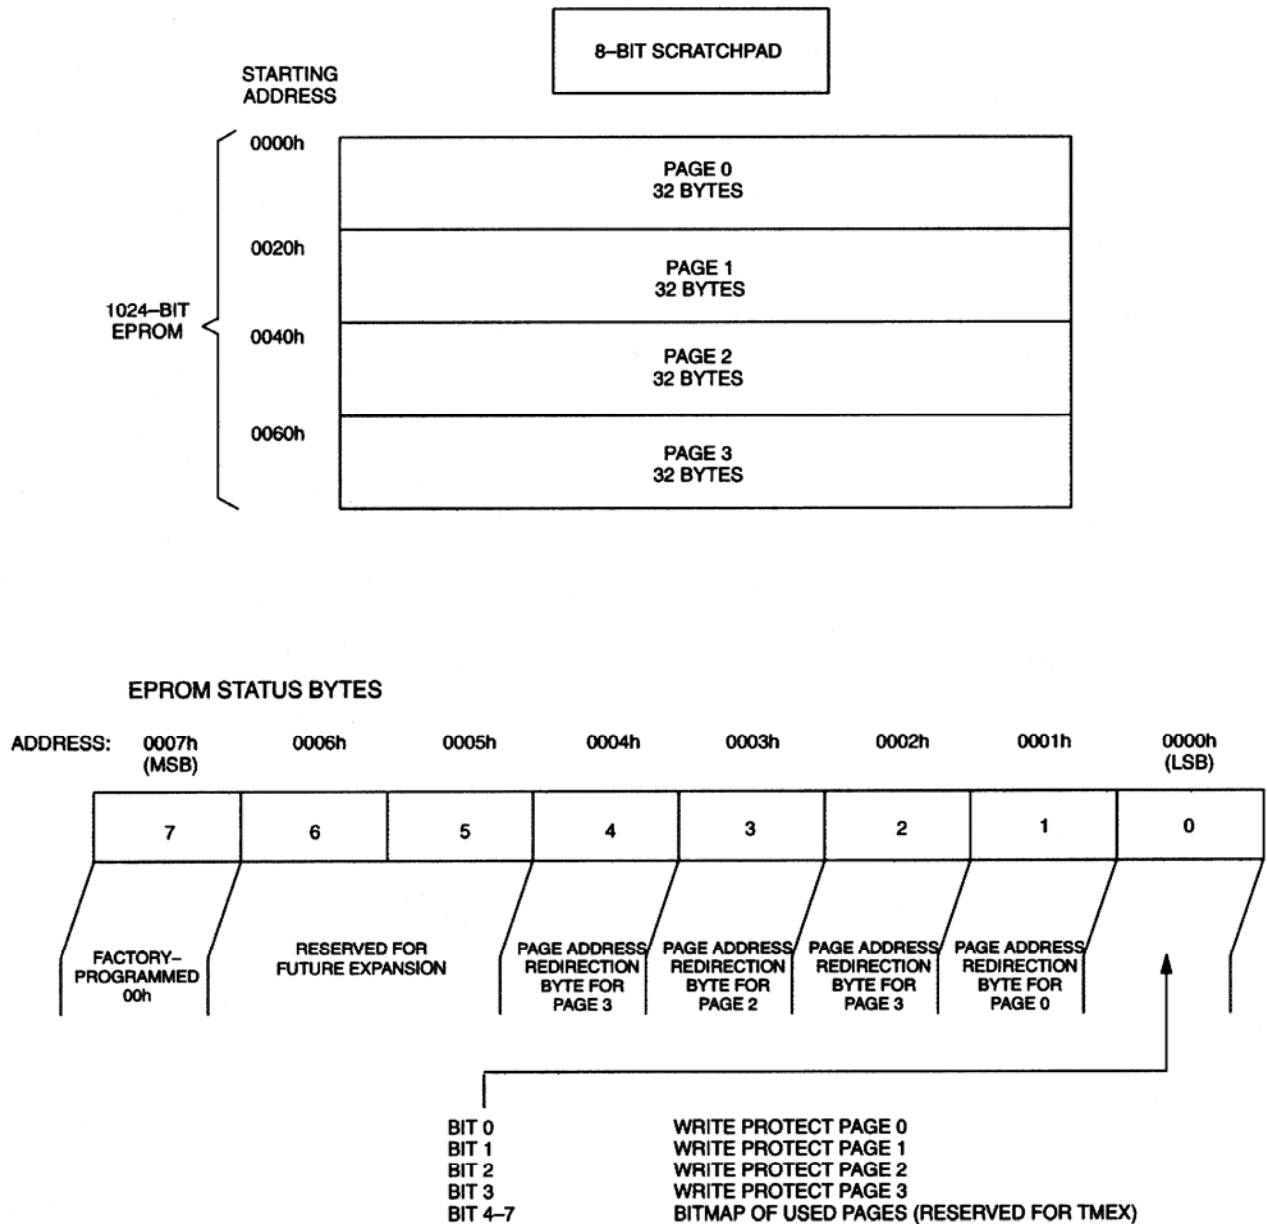 8–BIT SCRATCHPAD
STARTING
ADDRESS
0000h
PAGE 0
32 BYTES
0020h
PAGE 1
32 BYTES
1024–BIT
EPROM
0040h
PAGE 2
32 BYTES
0060h
PAGE 3
32 BYTES
EPROM STATUS BYTES
ADDRESS: 0007h 0006h 0005h 0004h 0003h 0002h 0001h 0000h
(MSB) (LSB)
7 6 5 4 3 2 1 0
FACTORY–
PROGRAMMED
00h
RESERVED FOR
FUTURE EXPANSION
PAGE ADDRESS
REDIRECTION
BYTE FOR
PAGE 3
PAGE ADDRESS
REDIRECTION
BYTE FOR
PAGE 2
PAGE ADDRESS
REDIRECTION
BYTE FOR
PAGE 3
PAGE ADDRESS
REDIRECTION
BYTE FOR
PAGE 0
BIT 0 WRITE PROTECT PAGE 0
BIT 1 WRITE PROTECT PAGE 1
BIT 2 WRITE PROTECT PAGE 2
BIT 3 WRITE PROTECT PAGE 3
BIT 4–7 BITMAP OF USED PAGES (RESERVED FOR TMEX)